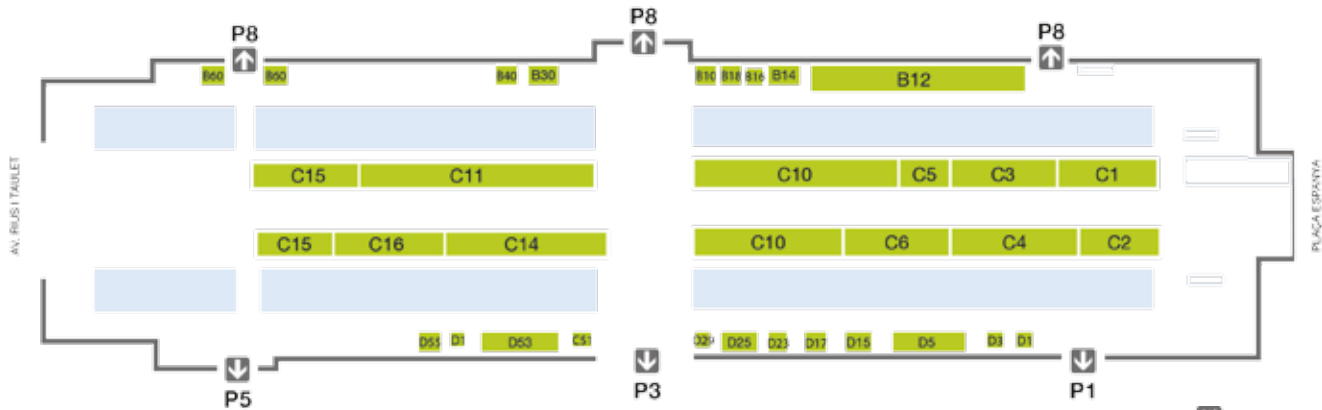 P8
P8
P8
B60
B60
B40
B30
B10
B18
B16
B14
B12
C15
C11
C10
C5
C3
C1
AV. RIUS I TAULET
PLAÇA ESPANYA
C15
C16
C14
C10
C6
C4
C2
D55
D1
D53
C51
D29
D25
D23
D17
D15
D5
D3
D1
P5
P3
P1